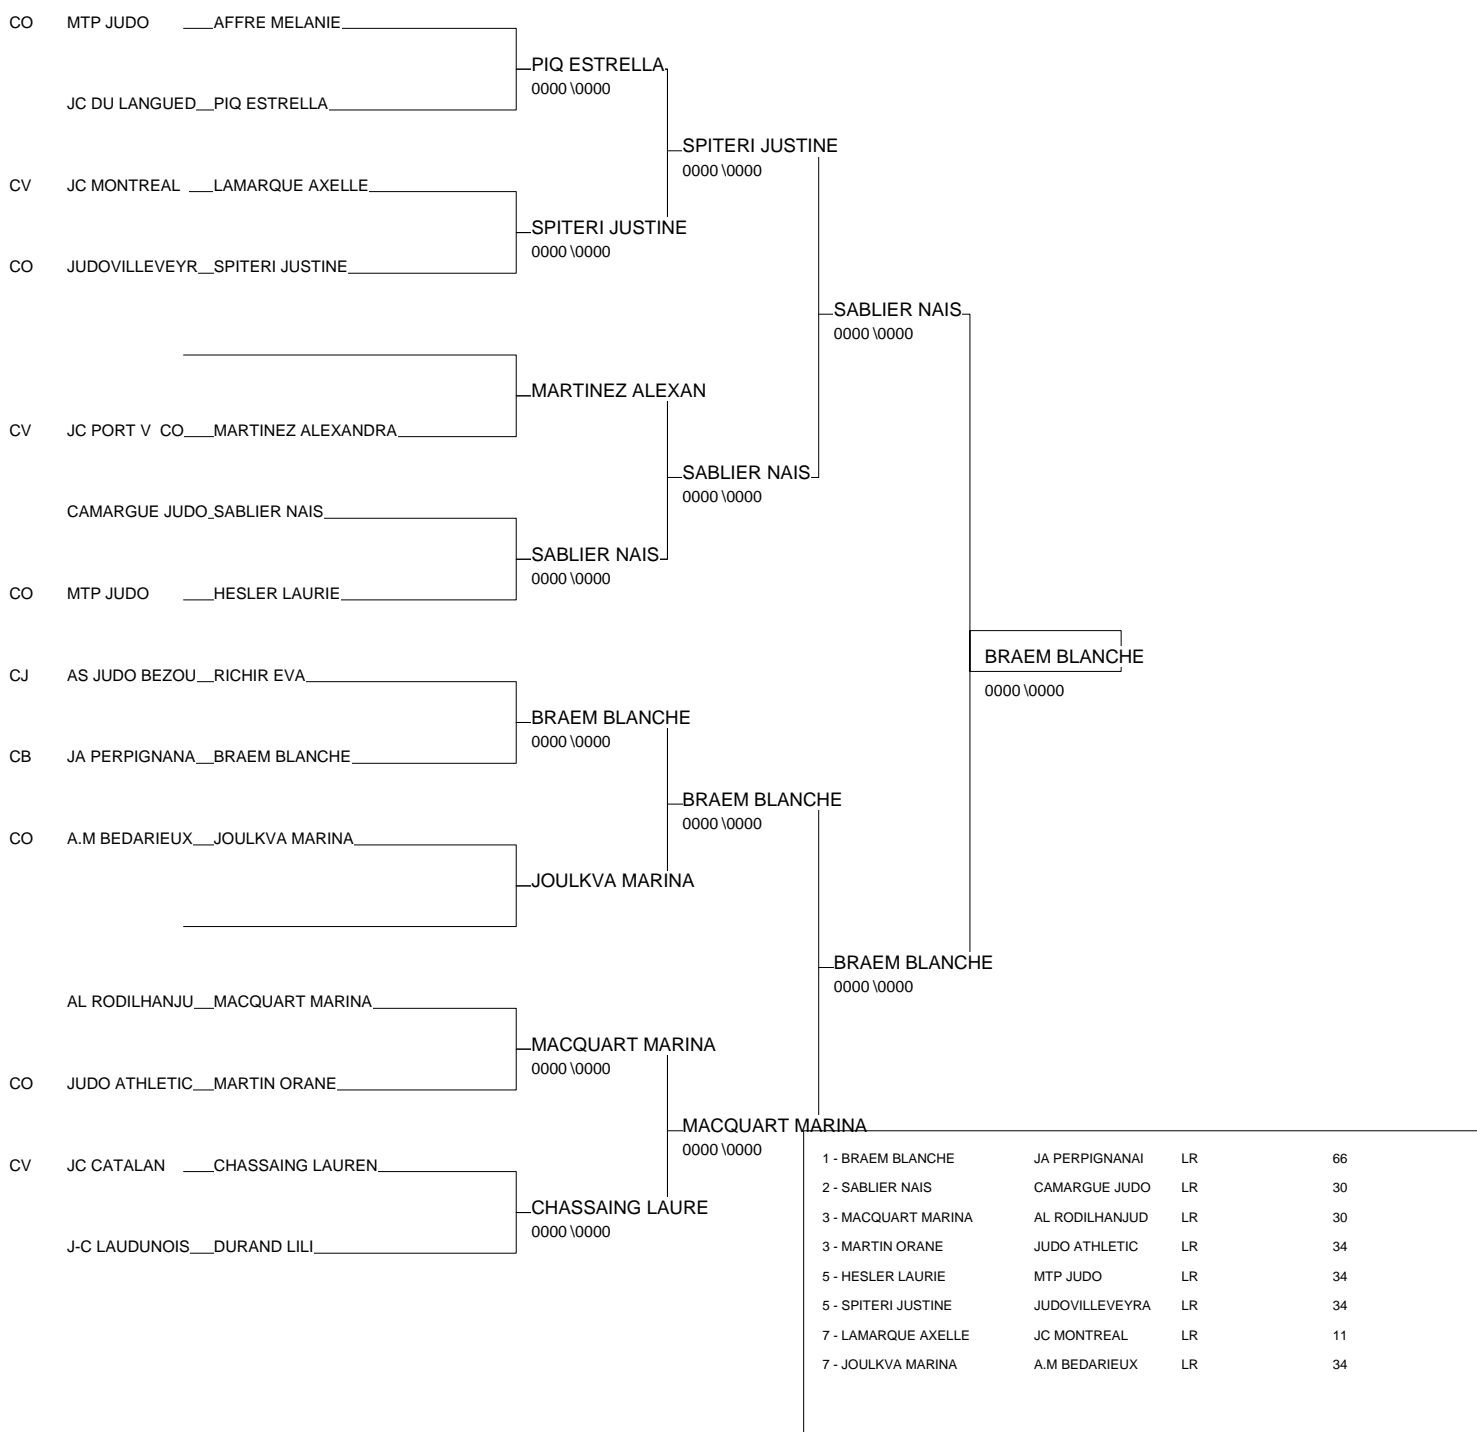 CO MTP JUDO AFFRE MELANIE
PIQ ESTRELLA
0000 \0000
JC DU LANGUED PIQ ESTRELLA
SPITERI JUSTINE
0000 \0000
CV JC MONTREAL LAMARQUE AXELLE
SPITERI JUSTINE
0000 \0000
CO JUDOVILLEVEYR SPITERI JUSTINE
SABLIER NAIS
0000 \0000
MARTINEZ ALEXAN
CV JC PORT V CO MARTINEZ ALEXANDRA
SABLIER NAIS
0000 \0000
CAMARGUE JUDO SABLIER NAIS
SABLIER NAIS
0000 \0000
CO MTP JUDO HESLER LAURIE
BRAEM BLANCHE
0000 \0000
CJ AS JUDO BEZOU RICHIR EVA
BRAEM BLANCHE
0000 \0000
CB JA PERPIGNANA BRAEM BLANCHE
BRAEM BLANCHE
0000 \0000
CO A.M BEDARIEUX JOULKVA MARINA
JOULKVA MARINA
BRAEM BLANCHE
0000 \0000
AL RODILHANJU MACQUART MARINA
MACQUART MARINA
0000 \0000
CO JUDO ATHLETIC MARTIN ORANE
MACQUART MARINA
0000 \0000
CV JC CATALAN CHASSAING LAUREN
CHASSAING LAURE
0000 \0000
J-C LAUDUNOIS DURAND LILI
1 - BRAEM BLANCHE JA PERPIGNANAI LR 66
2 - SABLIER NAIS CAMARGUE JUDO LR 30
3 - MACQUART MARINA AL RODILHANJUD LR 30
3 - MARTIN ORANE JUDO ATHLETIC LR 34
5 - HESLER LAURIE MTP JUDO LR 34
5 - SPITERI JUSTINE JUDOVILLEVEYRA LR 34
7 - LAMARQUE AXELLE JC MONTREAL LR 11
7 - JOULKVA MARINA A.M BEDARIEUX LR 34